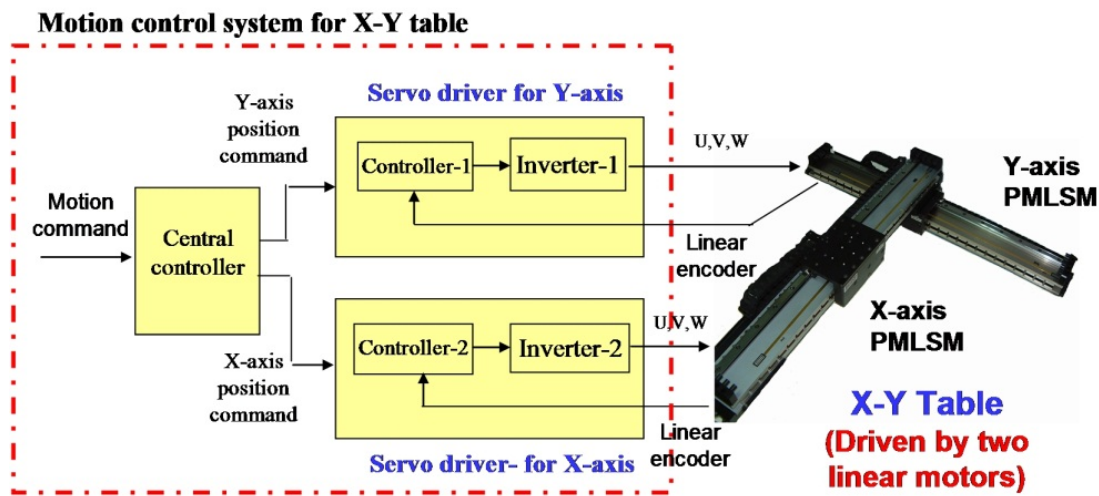 Motion control system for X-Y table
Servo driver for Y-axis
Y-axis
position
command
Controller-1
Inverter-1
U,V,W
Y-axis
PMLSM
Motion
command
Central
controller
Linear
encoder
X-axis
PMLSM
U,V,W
Controller-2
Inverter-2
X-axis
position
command
Linear
encoder
Servo driver- for X-axis
X-Y Table
(Driven by two
linear motors)